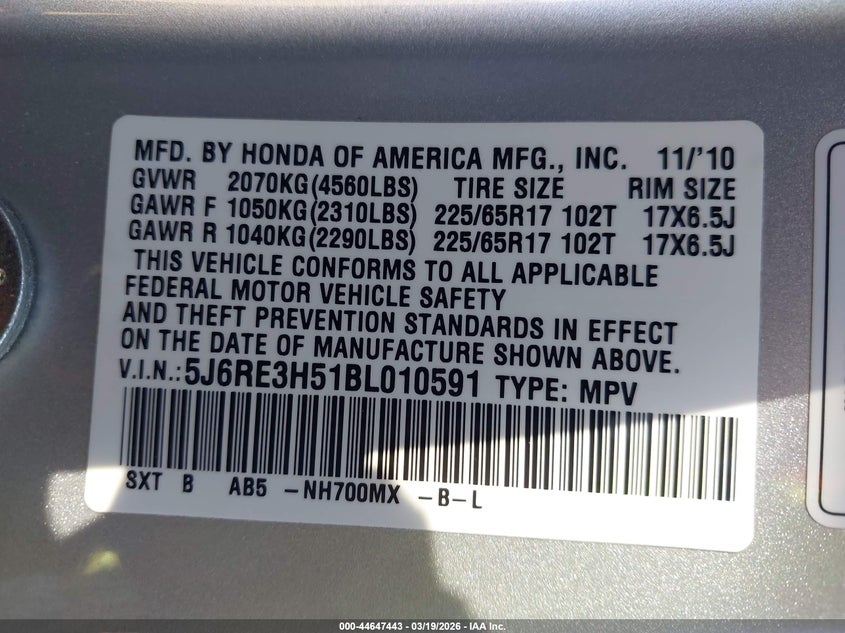 MFD. BY HONDA OF AMERICA MFG., INC. 11/'10
GVWR 2070KG(4560LBS) TIRE SIZE RIM SIZE
GAWR F 1050KG(2310LBS) 225/65R17 102T 17X6.5J
GAWR R 1040KG(2290LBS) 225/65R17 102T 17X6.5J
THIS VEHICLE CONFORMS TO ALL APPLICABLE
FEDERAL MOTOR VEHICLE SAFETY
AND THEFT PREVENTION STANDARDS IN EFFECT
ON THE DATE OF MANUFACTURE SHOWN ABOVE.
V.I.N.: 5J6RE3H51BL010591 TYPE: MPV
SXT B AB5 -NH700MX -B-L
000-44647443 - 03/19/2026 - IAA Inc.